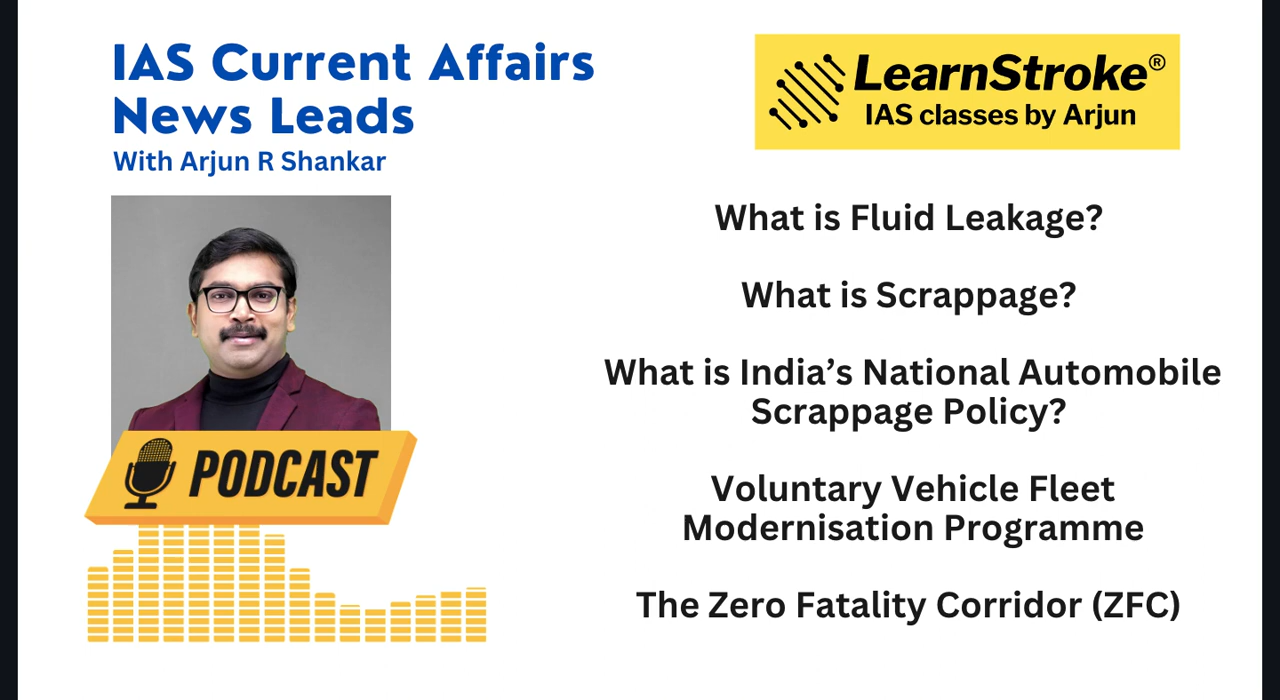 IAS Current Affairs
News Leads
With Arjun R Shankar
LearnStroke®
IAS classes by Arjun
PODCAST
What is Fluid Leakage?
What is Scrappage?
What is India’s National Automobile
Scrappage Policy?
Voluntary Vehicle Fleet
Modernisation Programme
The Zero Fatality Corridor (ZFC)